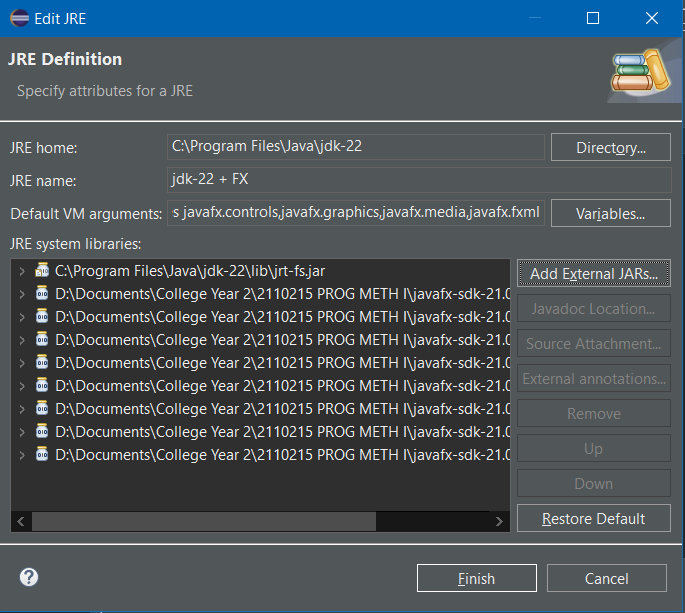 Edit JRE
JRE Definition
Specify attributes for a JRE
JRE home:
C:\Program Files\Java\jdk-22
Directory...
JRE name:
jdk-22 + FX
Default VM arguments:
s javafx.controls,javafx.graphics,javafx.media,javafx.fxml
Variables...
JRE system libraries:
C:\Program Files\Java\jdk-22\lib\jrt-fs.jar
D:\Documents\College Year 2\2110215 PROG METH I\javafx-sdk-21.0
D:\Documents\College Year 2\2110215 PROG METH I\javafx-sdk-21.0
D:\Documents\College Year 2\2110215 PROG METH I\javafx-sdk-21.0
D:\Documents\College Year 2\2110215 PROG METH I\javafx-sdk-21.0
D:\Documents\College Year 2\2110215 PROG METH I\javafx-sdk-21.0
D:\Documents\College Year 2\2110215 PROG METH I\javafx-sdk-21.0
D:\Documents\College Year 2\2110215 PROG METH I\javafx-sdk-21.0
D:\Documents\College Year 2\2110215 PROG METH I\javafx-sdk-21.0
Add External JARs...
Javadoc Location...
Source Attachment...
External annotations...
Remove
Up
Down
Restore Default
?
Finish
Cancel